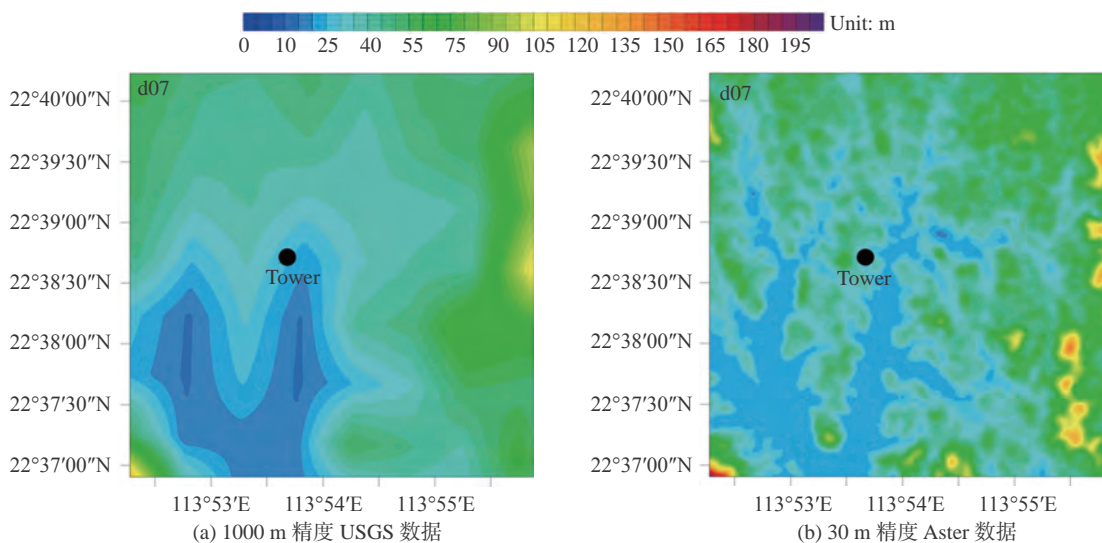 Unit: m
0 10 25 40 55 75 90 105 120 135 150 165 180 195
d07
22°40′00″N
22°39′30″N
22°39′00″N
22°38′30″N
22°38′00″N
22°37′30″N
22°37′00″N
Tower
113°53′E 113°54′E 113°55′E
(a) 1000 m 精度 USGS 数据
d07
22°40′00″N
22°39′30″N
22°39′00″N
22°38′30″N
22°38′00″N
22°37′30″N
22°37′00″N
Tower
113°53′E 113°54′E 113°55′E
(b) 30 m 精度 Aster 数据